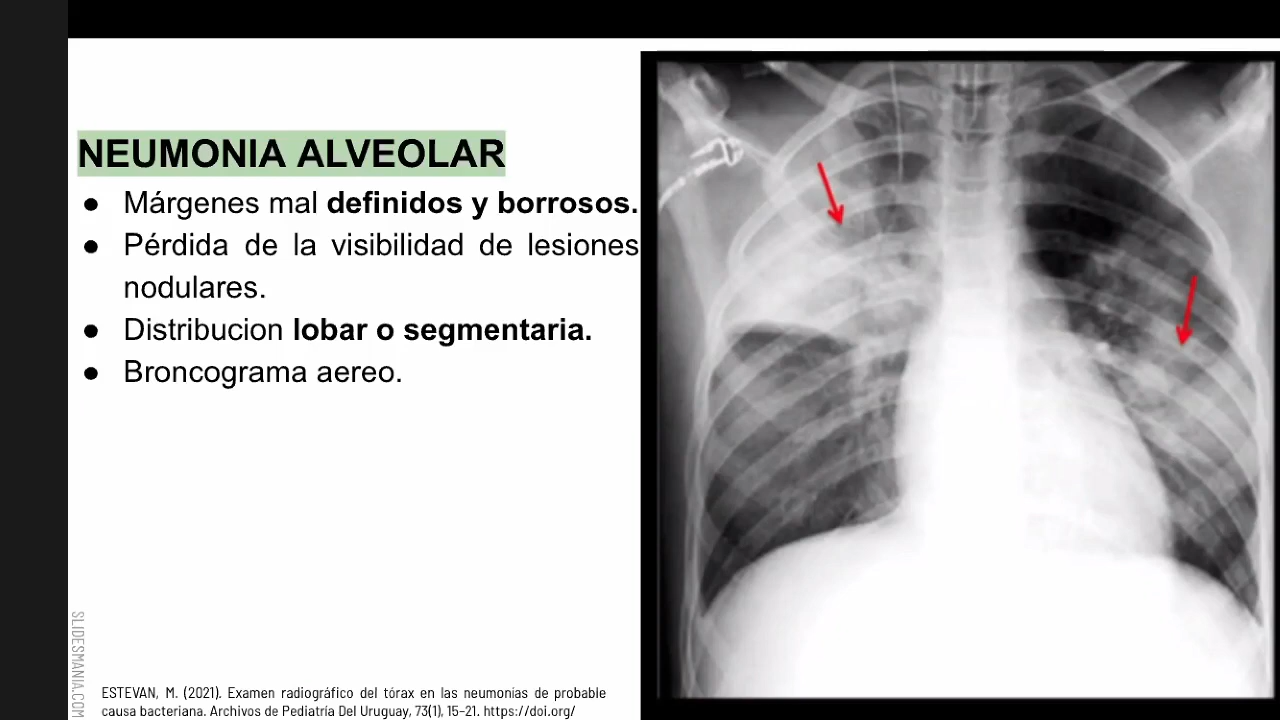 NEUMONIA ALVEOLAR
● Márgenes mal definidos y borrosos.
● Pérdida de la visibilidad de lesiones
nodulares.
● Distribucion lobar o segmentaria.
● Broncograma aereo.
SLIDESMANIA.COM
ESTEVAN, M. (2021). Examen radiográfico del tórax en las neumonías de probable
causa bacteriana. Archivos de Pediatría Del Uruguay, 73(1), 15–21. https://doi.org/